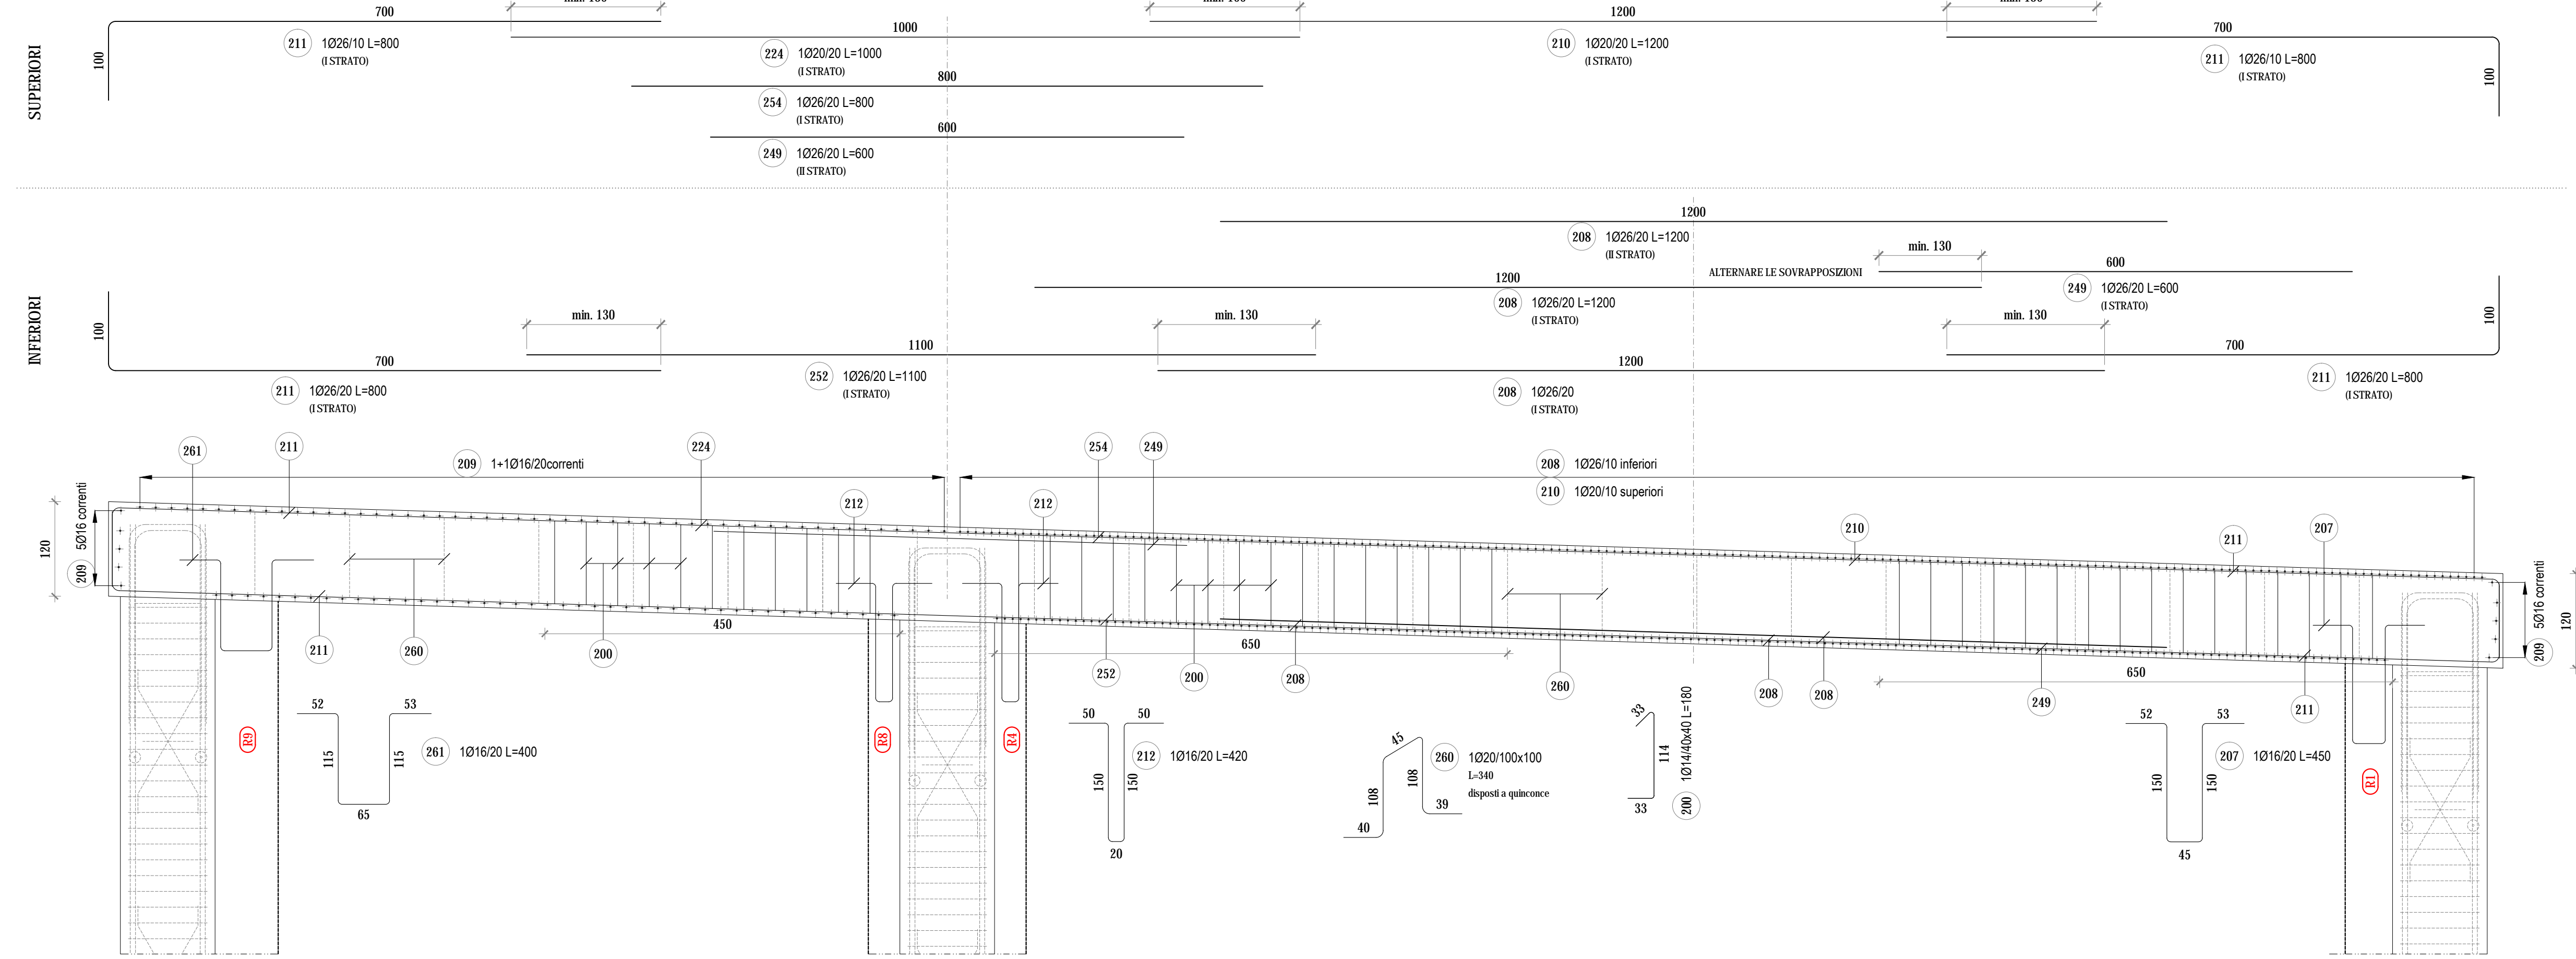 SUPERIORI
700
100
211 1Ø26/10 L=800
(I STRATO)
1000
224 1Ø20/20 L=1000
(I STRATO)
800
254 1Ø26/20 L=800
(I STRATO)
600
249 1Ø26/20 L=600
(II STRATO)
1200
210 1Ø20/20 L=1200
(I STRATO)
700
211 1Ø26/10 L=800
(I STRATO)
100
INFERIORI
1200
208 1Ø26/20 L=1200
(II STRATO)
min. 130
600
249 1Ø26/20 L=600
(I STRATO)
1200
ALTERNARE LE SOVRAPPOSIZIONI
208 1Ø26/20 L=1200
(I STRATO)
100
700
211 1Ø26/20 L=800
(I STRATO)
min. 130
1100
252 1Ø26/20 L=1100
(I STRATO)
min. 130
1200
208 1Ø26/20
(I STRATO)
min. 130
700
211 1Ø26/20 L=800
(I STRATO)
100
261
211
209 1+1Ø16/20correnti
224
212
212
254
249
208 1Ø26/10 inferiori
210 1Ø20/10 superiori
210
211
207
120
209 5Ø16 correnti
209 5Ø16 correnti
120
211
260
200
450
650
252
200
208
260
208
208
249
650
211
52
53
115
115
65
261 1Ø16/20 L=400
R9
R8
R4
50
50
150
150
20
212 1Ø16/20 L=420
45
108
108
40
39
260 1Ø20/100x100
L=340
disposti a quinconce
33
114
33
200 1Ø14/40x40 L=180
52
53
150
150
45
207 1Ø16/20 L=450
R1